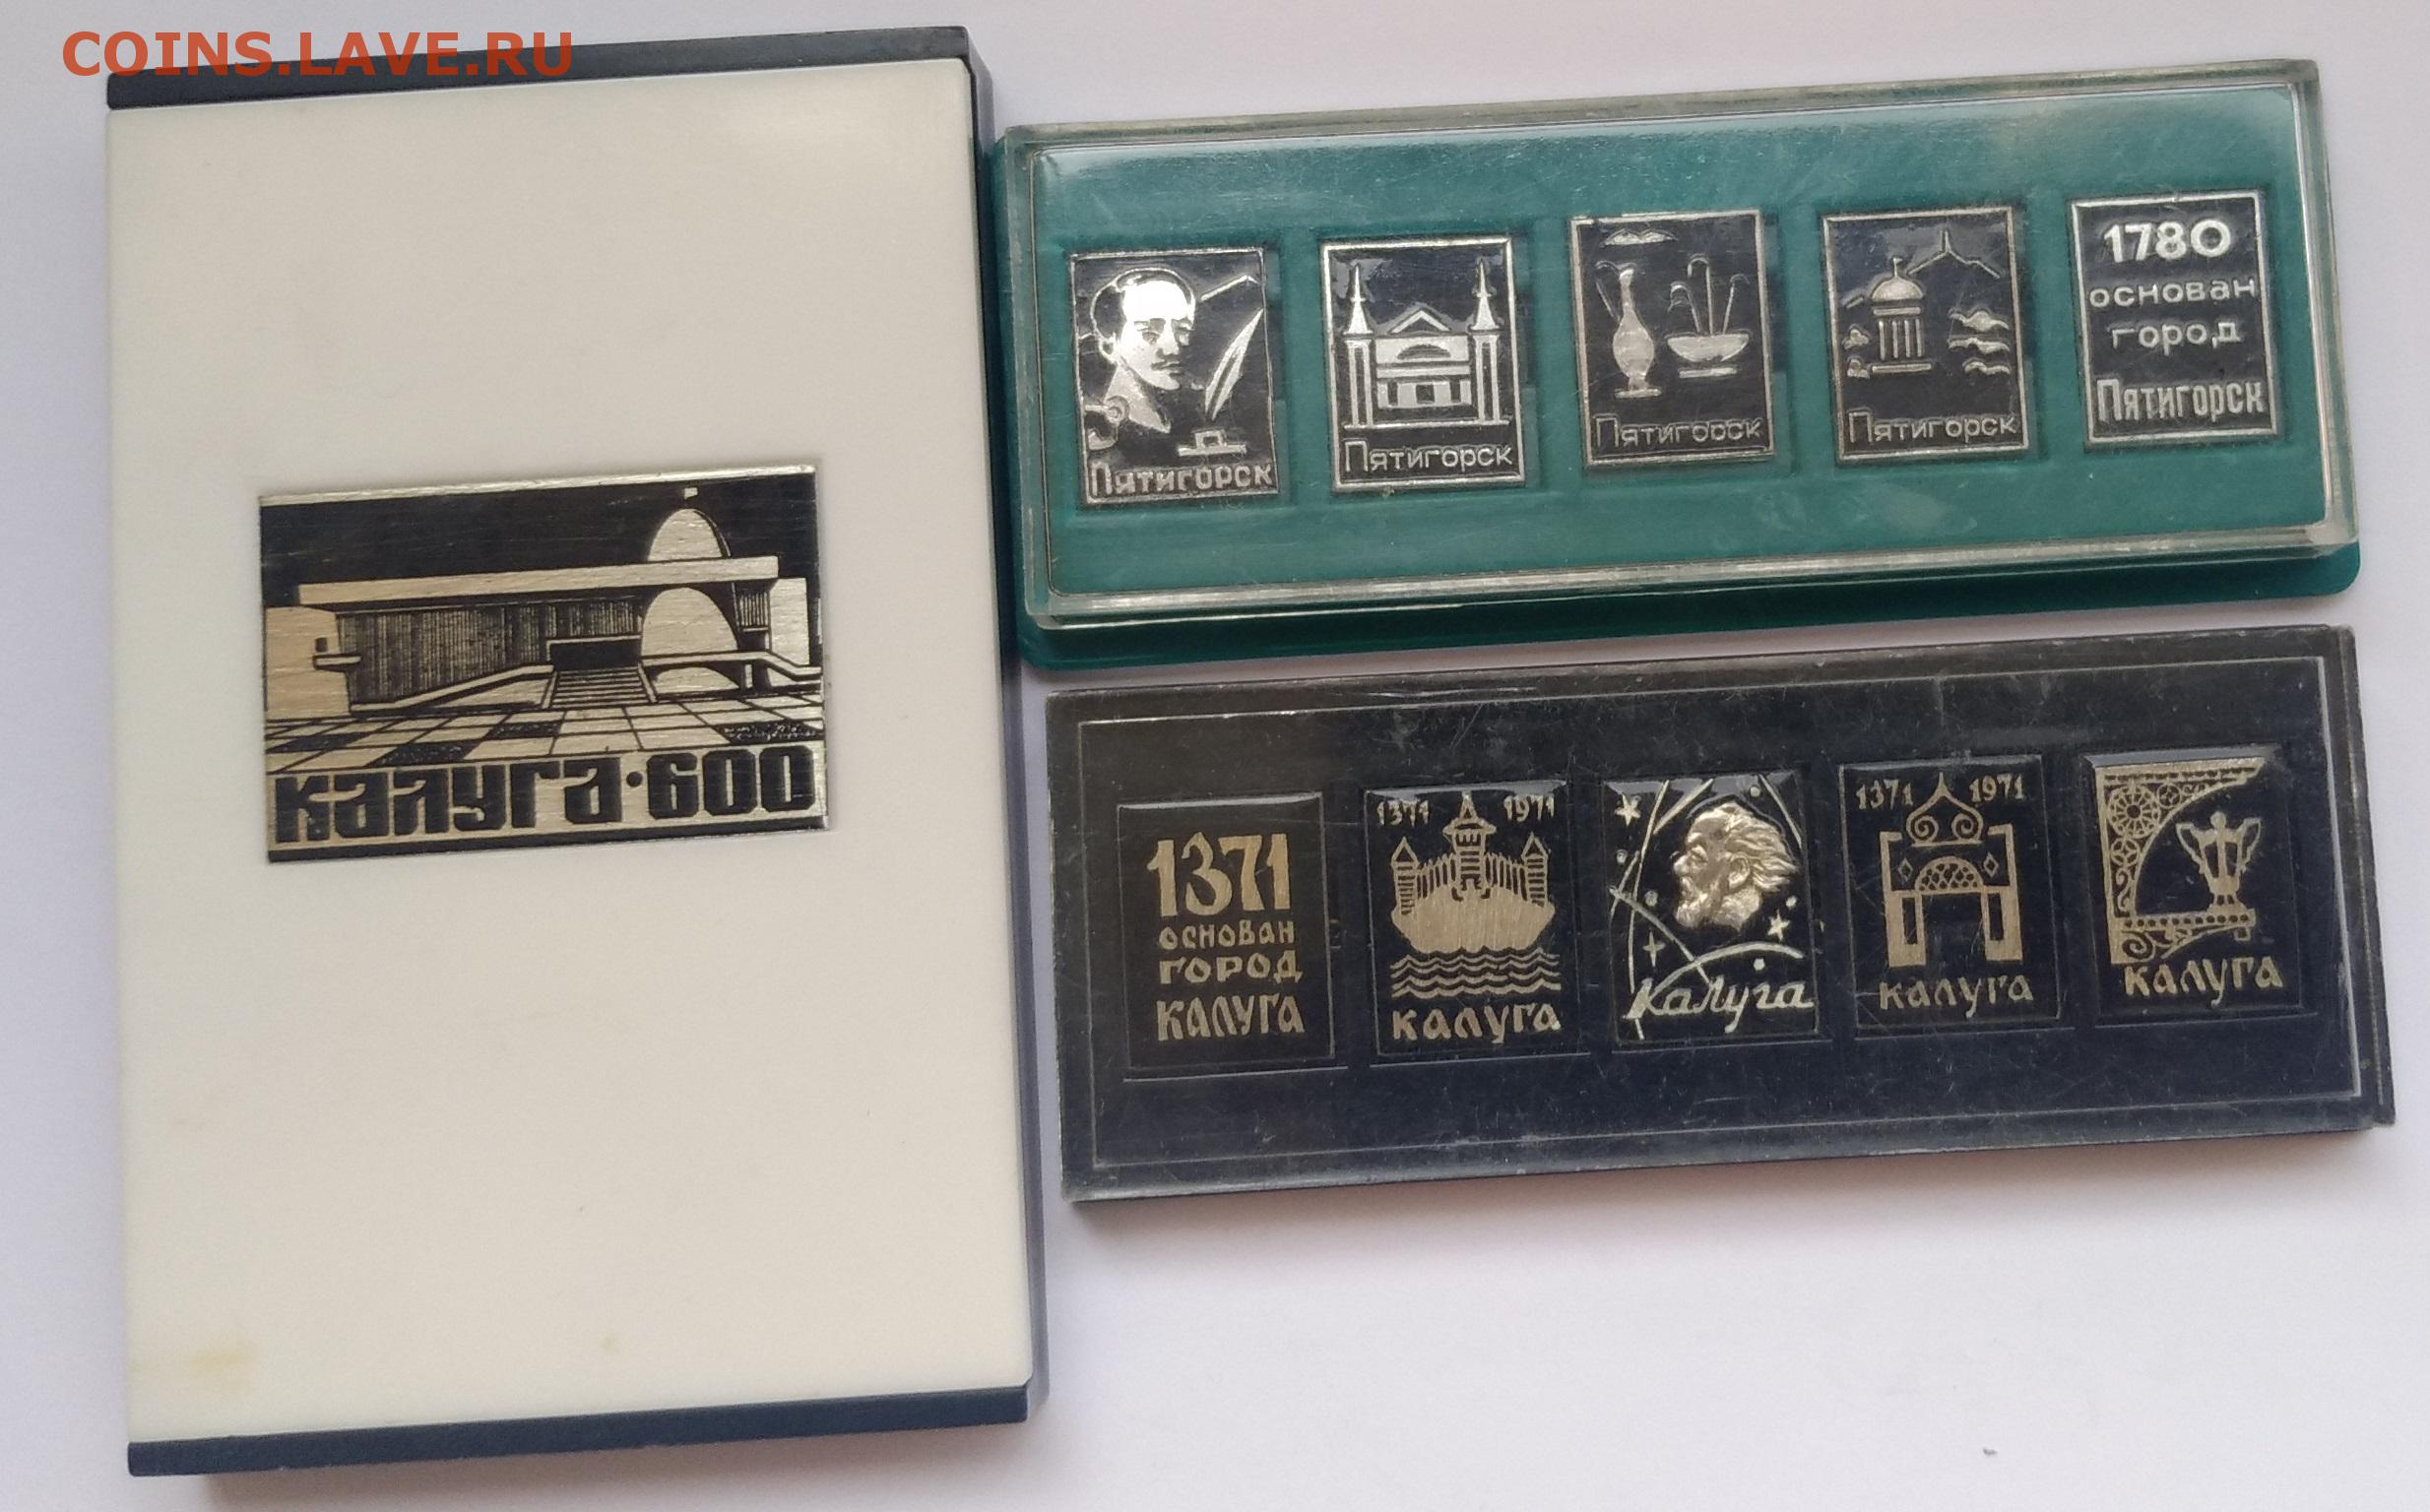 COINS.LAVE.RU
Калуга·600
Пятигорск
Пятигорск
Пятигорск
Пятигорск
1780
основан
город
Пятигорск
1371
основан
город
Калуга
1371 1971
Калуга
Калуга
1371 1971
Калуга
Калуга